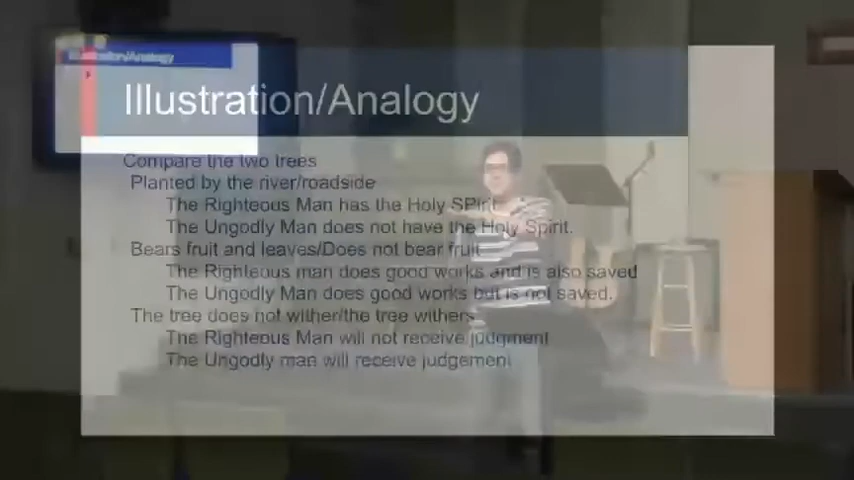 Illustration/Analogy
Illustration/Analogy
Compare the two trees
Planted by the river/roadside
The Righteous Man has the Holy SPirit.
The Ungodly Man does not have the Holy Spirit.
Bears fruit and leaves/Does not bear fruit
The Righteous man does good works and is also saved
The Ungodly Man does good works but is not saved.
The tree does not wither/the tree withers
The Righteous Man will not receive judgment
The Ungodly man will receive judgement